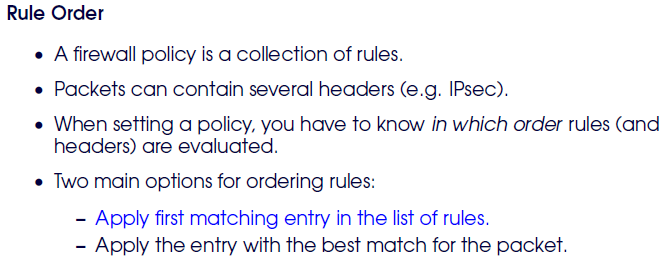 Rule Order
• A firewall policy is a collection of rules.
• Packets can contain several headers (e.g. IPsec).
• When setting a policy, you have to know in which order rules (and
headers) are evaluated.
• Two main options for ordering rules:
– Apply first matching entry in the list of rules.
– Apply the entry with the best match for the packet.